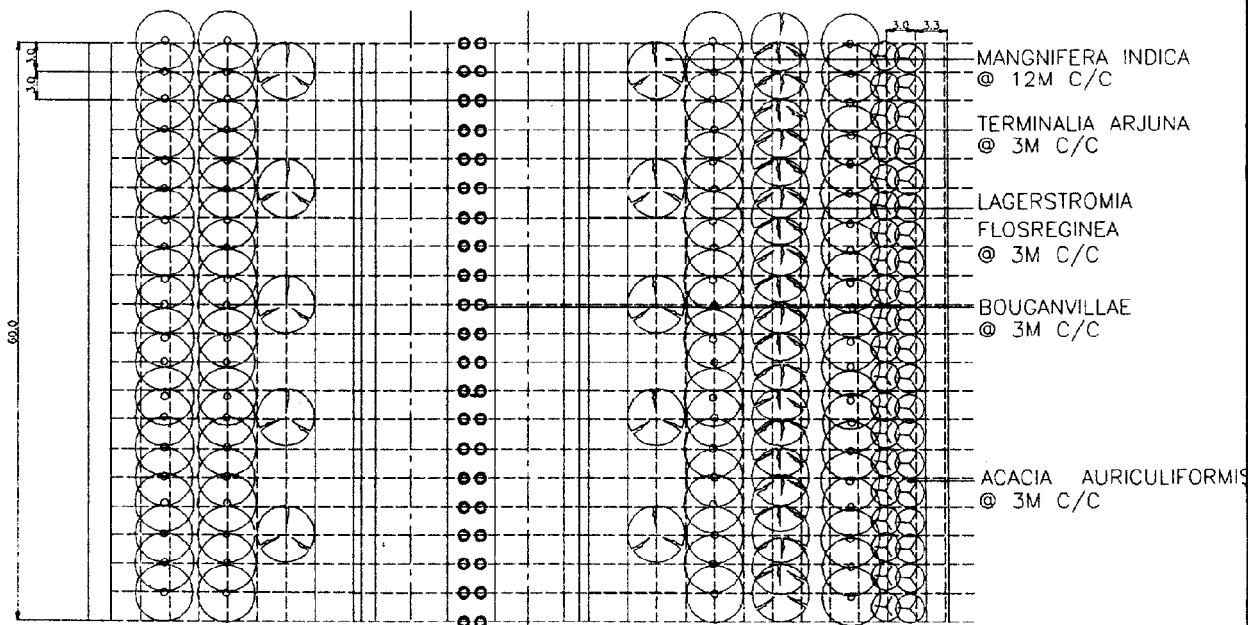 3.0 3.3
3.0
3.0
60.0
MANGNIFERA INDICA
@ 12M C/C
TERMINALIA ARJUNA
@ 3M C/C
LAGERSTROMIA
FLOSREGINEA
@ 3M C/C
BOUGANVILLAE
@ 3M C/C
ACACIA AURICULIFORMIS
@ 3M C/C